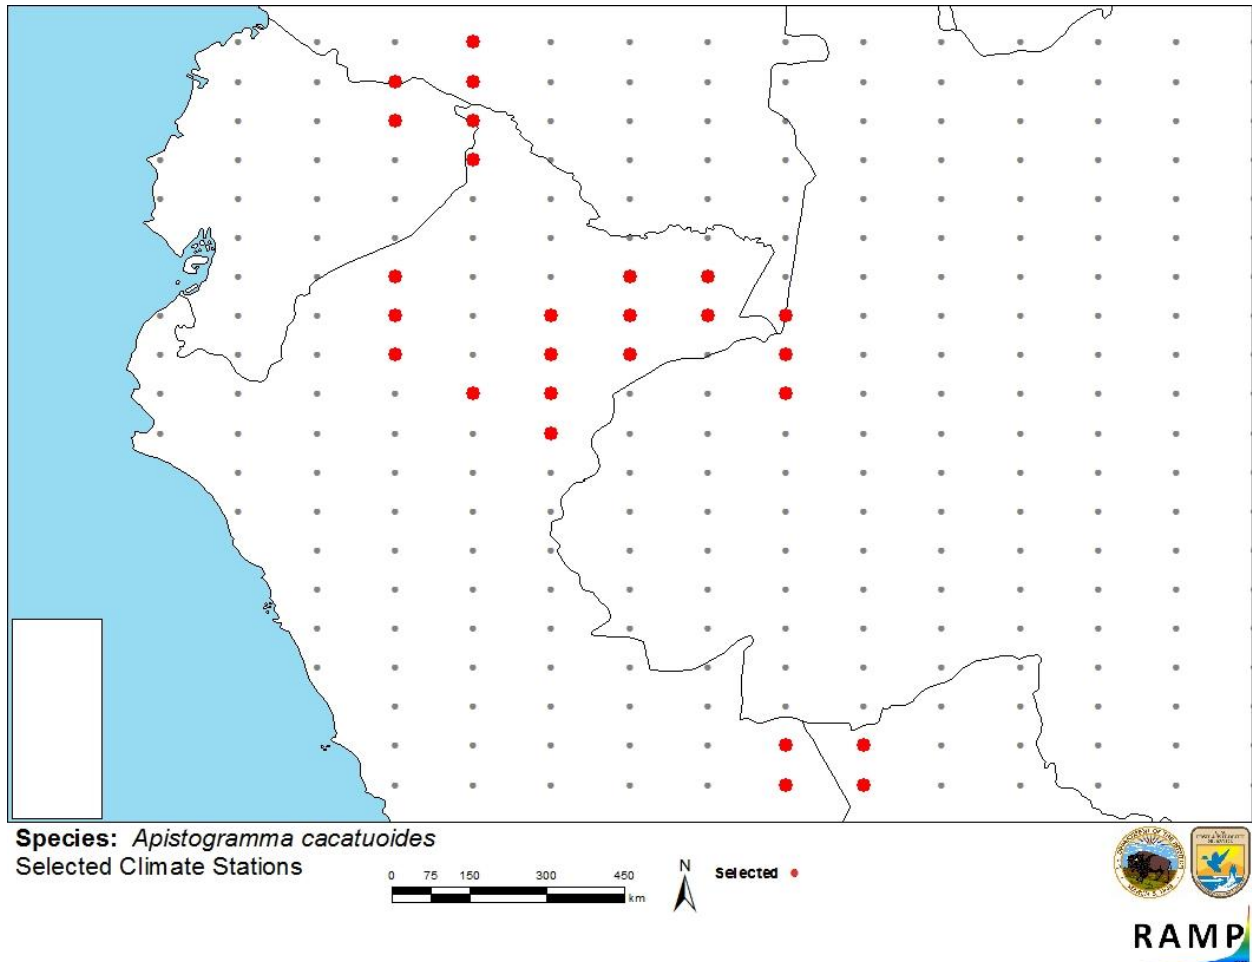 Species: Apistogramma cacatuoides
Selected Climate Stations
0 75 150 300 450
km
N
Selected
RAMP